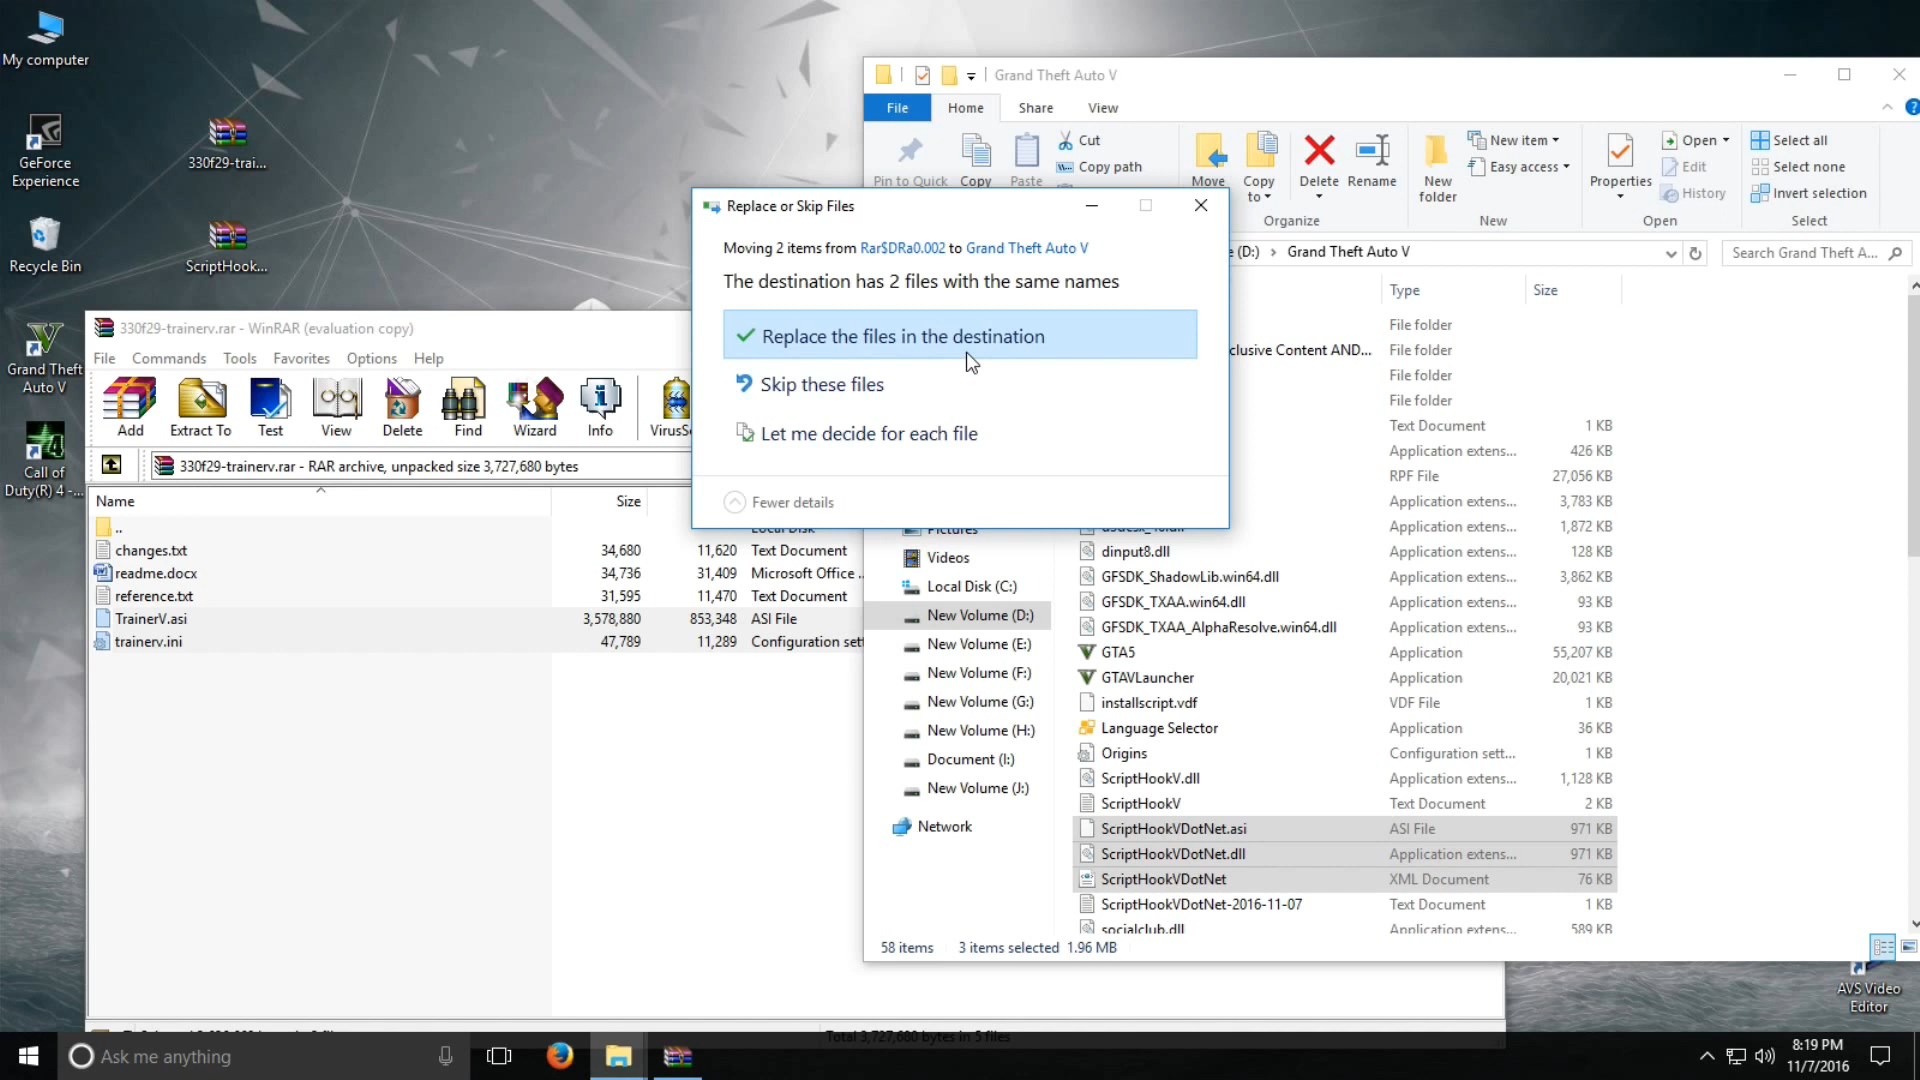 My computer
GeForce
Experience
Recycle Bin
Grand Theft
Auto V
Call of
Duty(R) 4 -...
330f29-trai...
ScriptHook...
Grand Theft Auto V
File
Home
Share
View
Pin to Quick
Copy
Paste
Cut
Copy path
Move
Copy
to
Delete
Rename
Organize
New
folder
New item
Easy access
New
Properties
Open
Edit
History
Open
Select all
Select none
Invert selection
Select
(D:) > Grand Theft Auto V
Search Grand Theft A...
Type
Size
File folder
clusive Content AND...
File folder
File folder
File folder
Text Document
1 KB
Application extens...
426 KB
RPF File
27,056 KB
Application extens...
3,783 KB
Application extens...
1,872 KB
dinput8.dll
Application extens...
128 KB
GFSDK_ShadowLib.win64.dll
Application extens...
3,862 KB
GFSDK_TXAA.win64.dll
Application extens...
93 KB
GFSDK_TXAA_AlphaResolve.win64.dll
Application extens...
93 KB
GTA5
Application
55,207 KB
GTAVLauncher
Application
20,021 KB
installscript.vdf
VDF File
1 KB
Language Selector
Application
36 KB
Origins
Configuration sett...
1 KB
ScriptHookV.dll
Application extens...
1,128 KB
ScriptHookV
Text Document
2 KB
ScriptHookVDotNet.asi
ASI File
971 KB
ScriptHookVDotNet.dll
Application extens...
971 KB
ScriptHookVDotNet
XML Document
76 KB
ScriptHookVDotNet-2016-11-07
Text Document
1 KB
socialclub.dll
Application extens...
589 KB
Pictures
Videos
Local Disk (C:)
New Volume (D:)
New Volume (E:)
New Volume (F:)
New Volume (G:)
New Volume (H:)
Document (I:)
New Volume (J:)
Network
58 items
3 items selected 1.96 MB
Replace or Skip Files
Moving 2 items from Rar$DRa0.002 to Grand Theft Auto V
The destination has 2 files with the same names
Replace the files in the destination
Skip these files
Let me decide for each file
Fewer details
330f29-trainerv.rar - WinRAR (evaluation copy)
File
Commands
Tools
Favorites
Options
Help
Add
Extract To
Test
View
Delete
Find
Wizard
Info
VirusSc
330f29-trainerv.rar - RAR archive, unpacked size 3,727,680 bytes
Name
Size
..
Local Disk
changes.txt
34,680
11,620
Text Document
readme.docx
34,736
31,409
Microsoft Office ...
reference.txt
31,595
11,470
Text Document
TrainerV.asi
3,578,880
853,348
ASI File
trainerv.ini
47,789
11,289
Configuration sett
Total 3,727,680 bytes in 5 files
AVS Video
Editor
Ask me anything
8:19 PM
11/7/2016